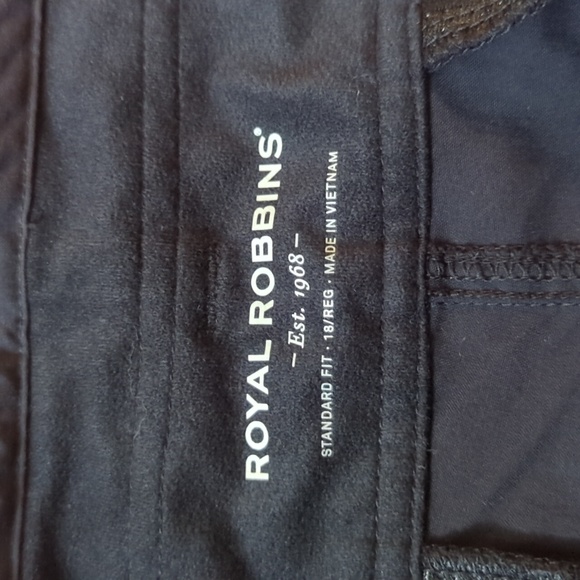 ROYAL ROBBINS®
– Est. 1968 –
STANDARD FIT · 18/REG · MADE IN VIETNAM